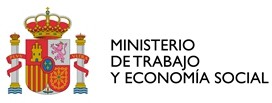 MINISTERIO
DE TRABAJO
Y ECONOMÍA SOCIAL